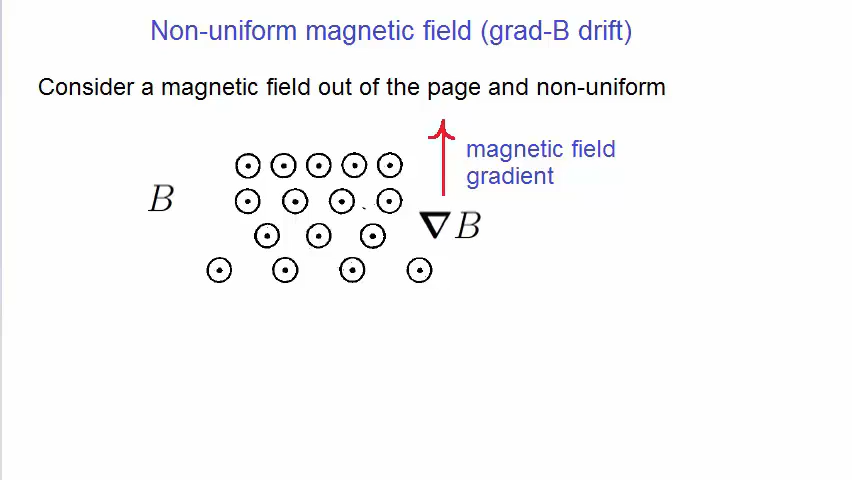 Non-uniform magnetic field (grad-B drift)
Consider a magnetic field out of the page and non-uniform
magnetic field
gradient
B
∇B